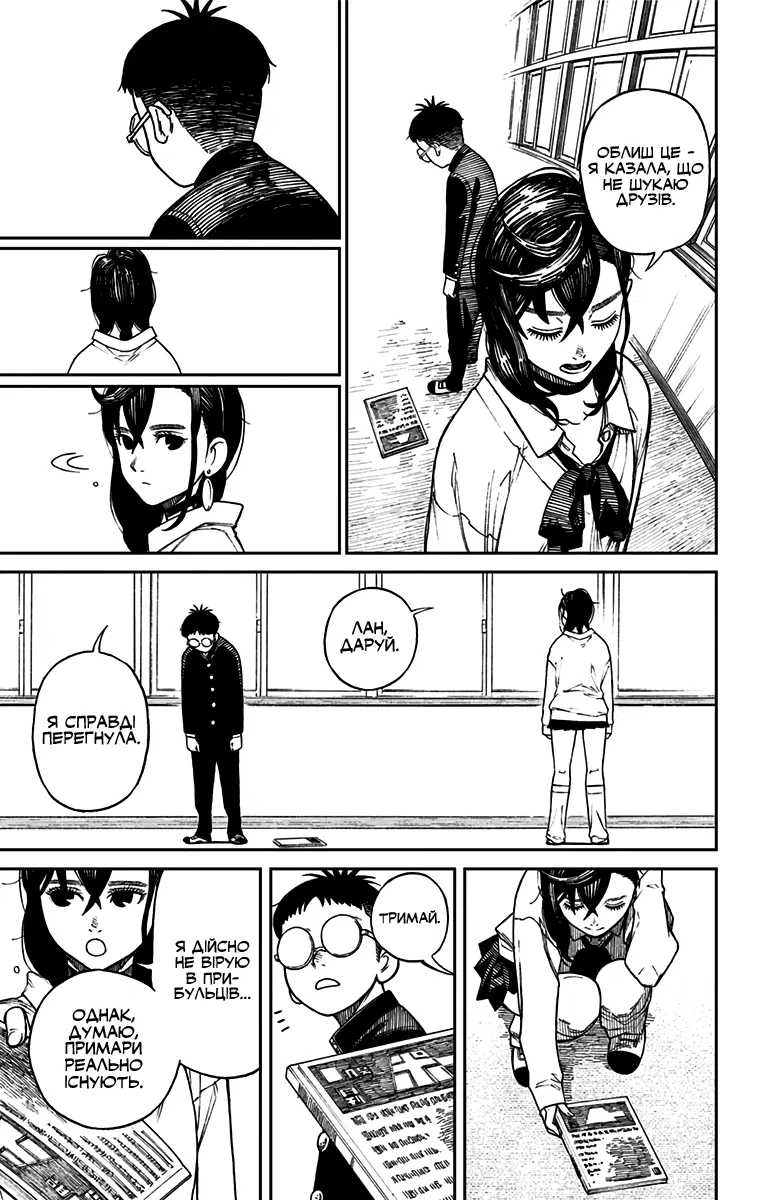 ОБЛИШ ЦЕ -
Я КАЗАЛА, ЩО
НЕ ШУКАЮ
ДРУЗІВ.
ЛАН,
ДАРУЙ.
Я СПРАВДІ
ПЕРЕГНУЛА.
ТРИМАЙ.
Я ДІЙСНО
НЕ ВІРЮ
В ПРИ-
БУЛЬЦІВ...
ОДНАК,
ДУМАЮ,
ПРИМАРИ
РЕАЛЬНО
ІСНУЮТЬ.